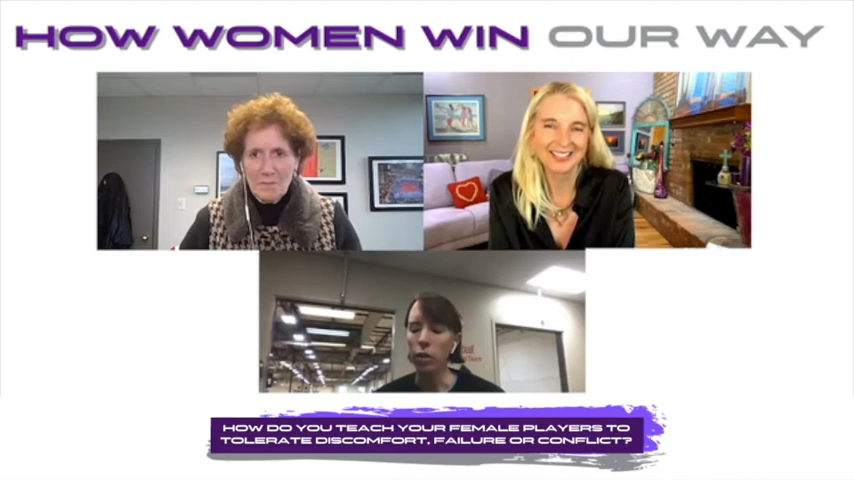 HOW WOMEN WIN OUR WAY
HOW DO YOU TEACH YOUR FEMALE PLAYERS TO
TOLERATE DISCOMFORT, FAILURE OR CONFLICT?